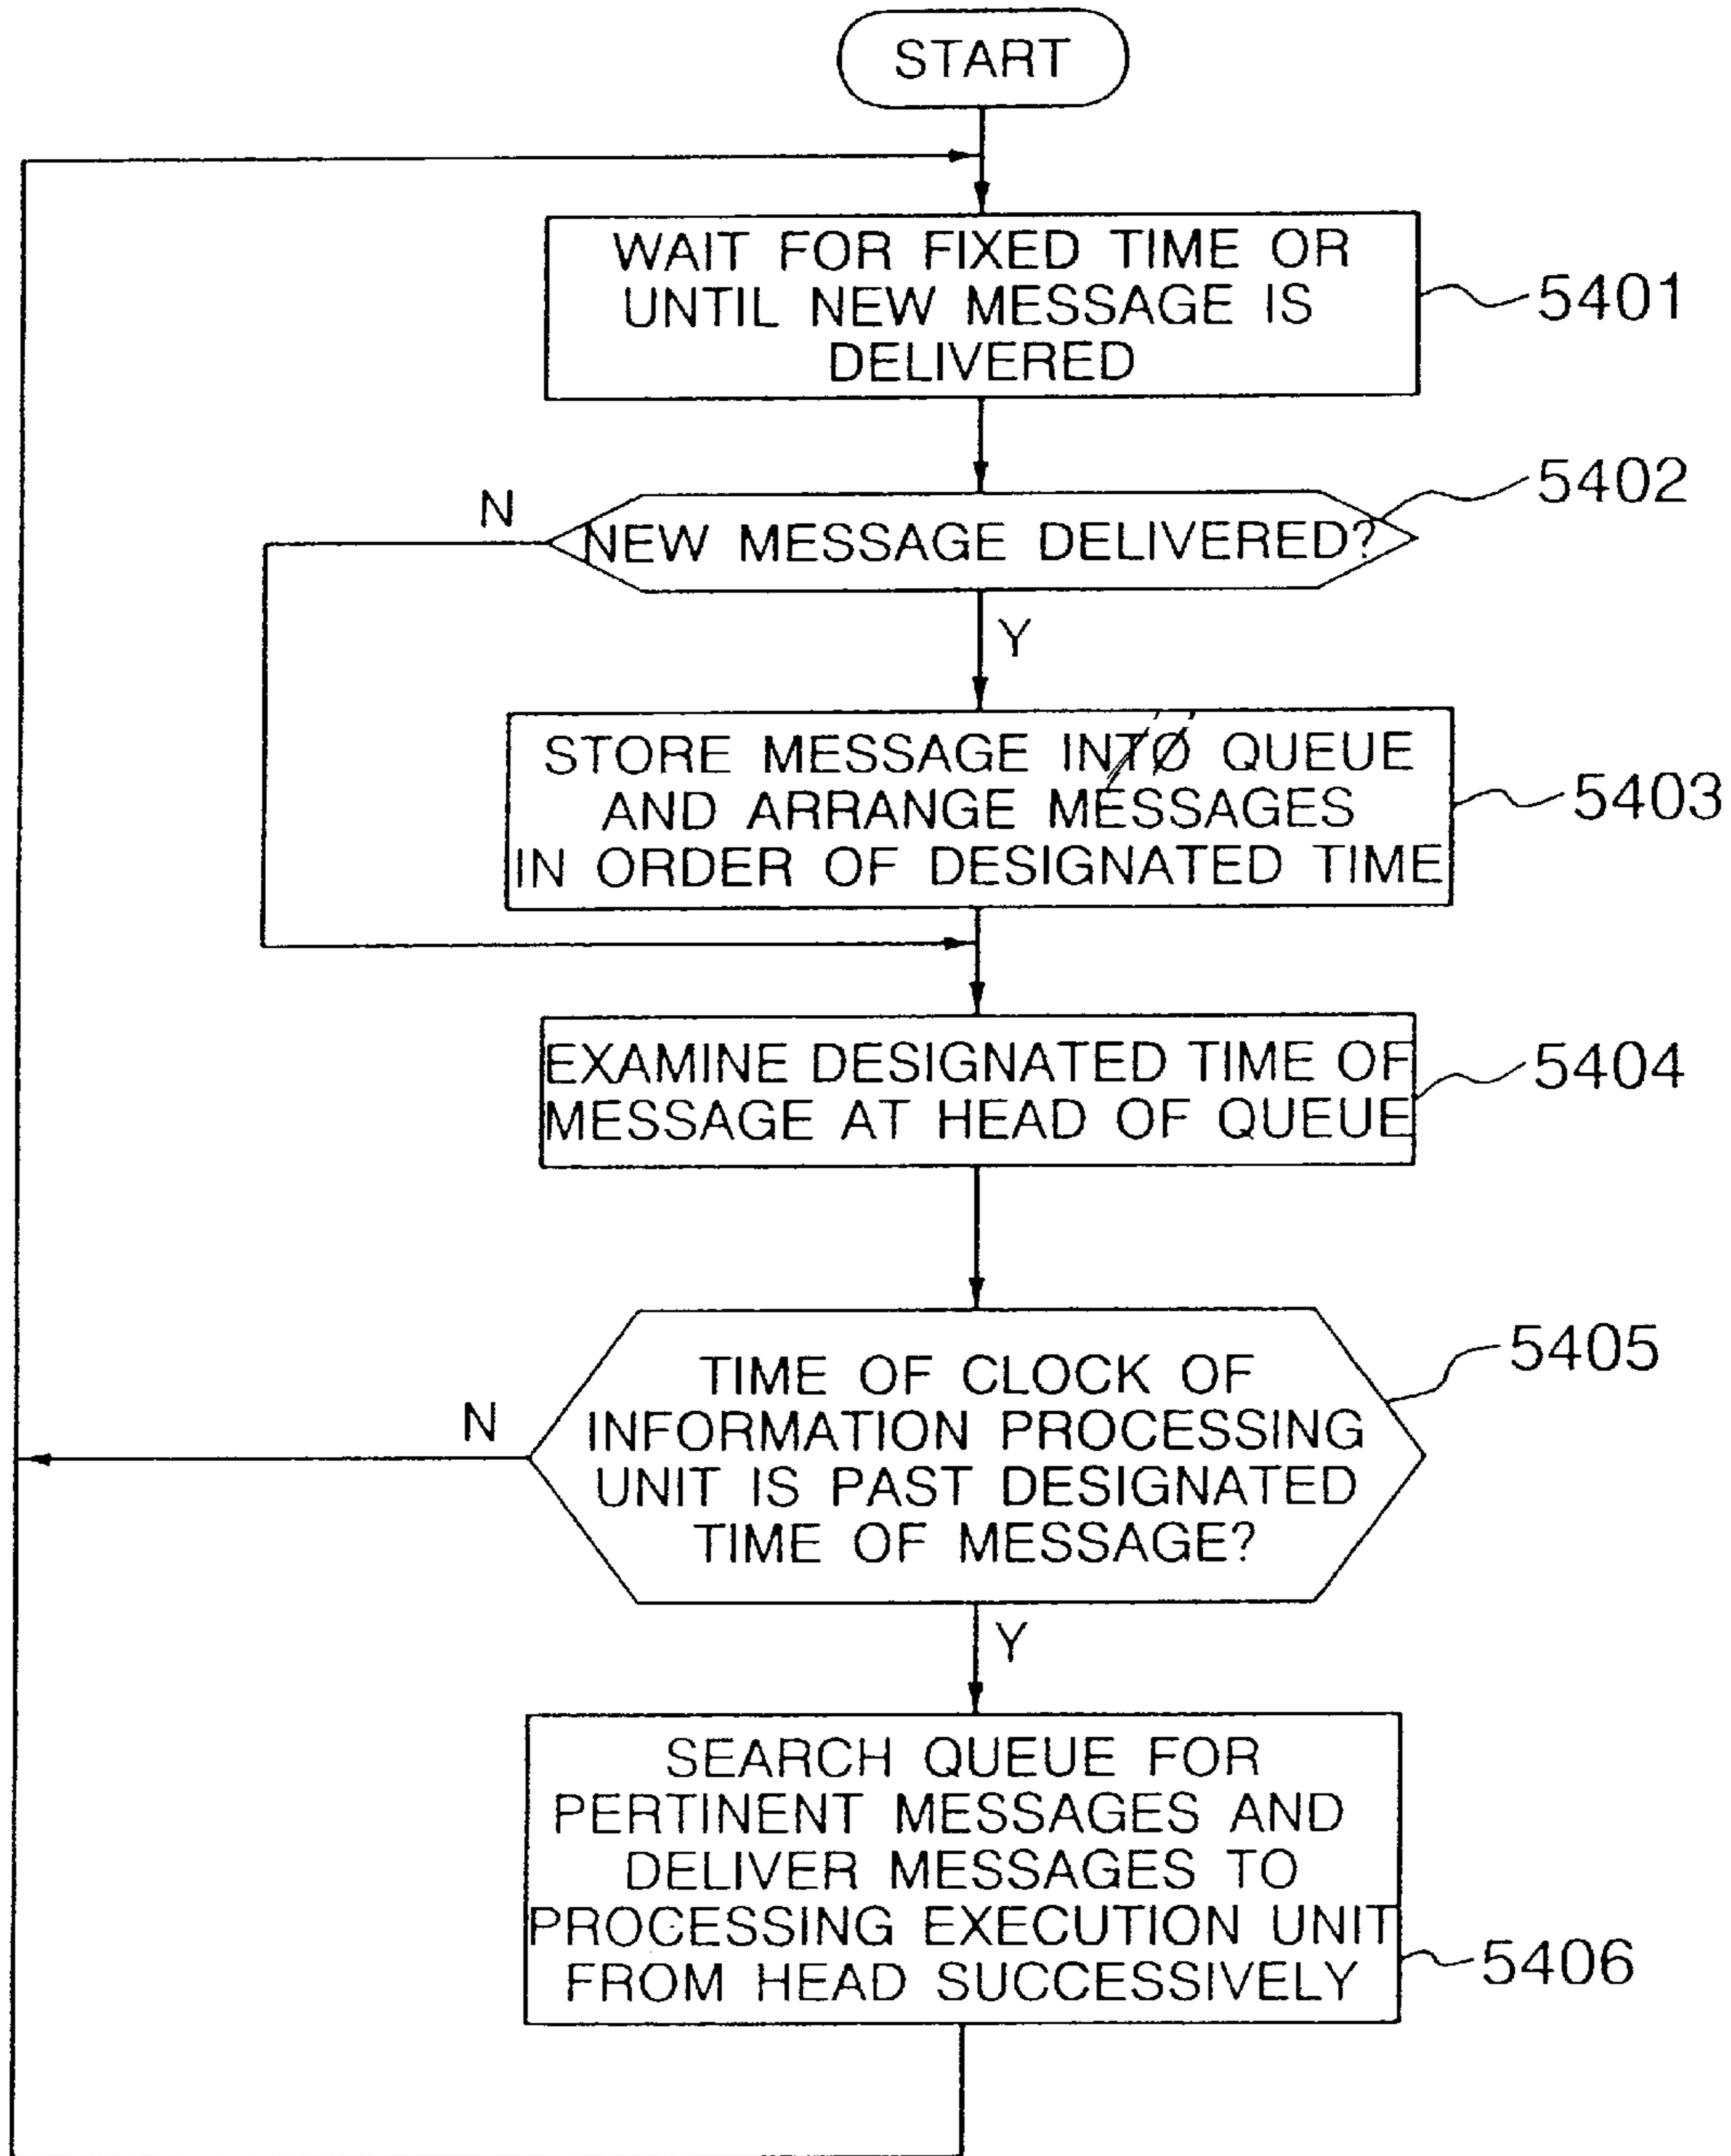 START
WAIT FOR FIXED TIME OR
UNTIL NEW MESSAGE IS
DELIVERED
5401
5402
N
NEW MESSAGE DELIVERED?
Y
STORE MESSAGE INTO QUEUE
AND ARRANGE MESSAGES
IN ORDER OF DESIGNATED TIME
5403
EXAMINE DESIGNATED TIME OF
MESSAGE AT HEAD OF QUEUE
5404
TIME OF CLOCK OF
INFORMATION PROCESSING
UNIT IS PAST DESIGNATED
TIME OF MESSAGE?
5405
N
Y
SEARCH QUEUE FOR
PERTINENT MESSAGES AND
DELIVER MESSAGES TO
PROCESSING EXECUTION UNIT
FROM HEAD SUCCESSIVELY
5406